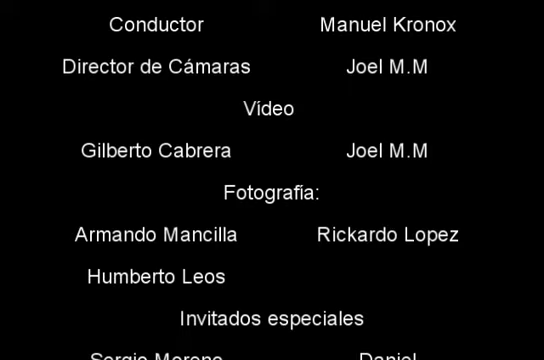 Conductor Manuel Kronox
Director de Cámaras Joel M.M
Vídeo
Gilberto Cabrera Joel M.M
Fotografía:
Armando Mancilla Rickardo Lopez
Humberto Leos
Invitados especiales
Sergio Moreno Daniel